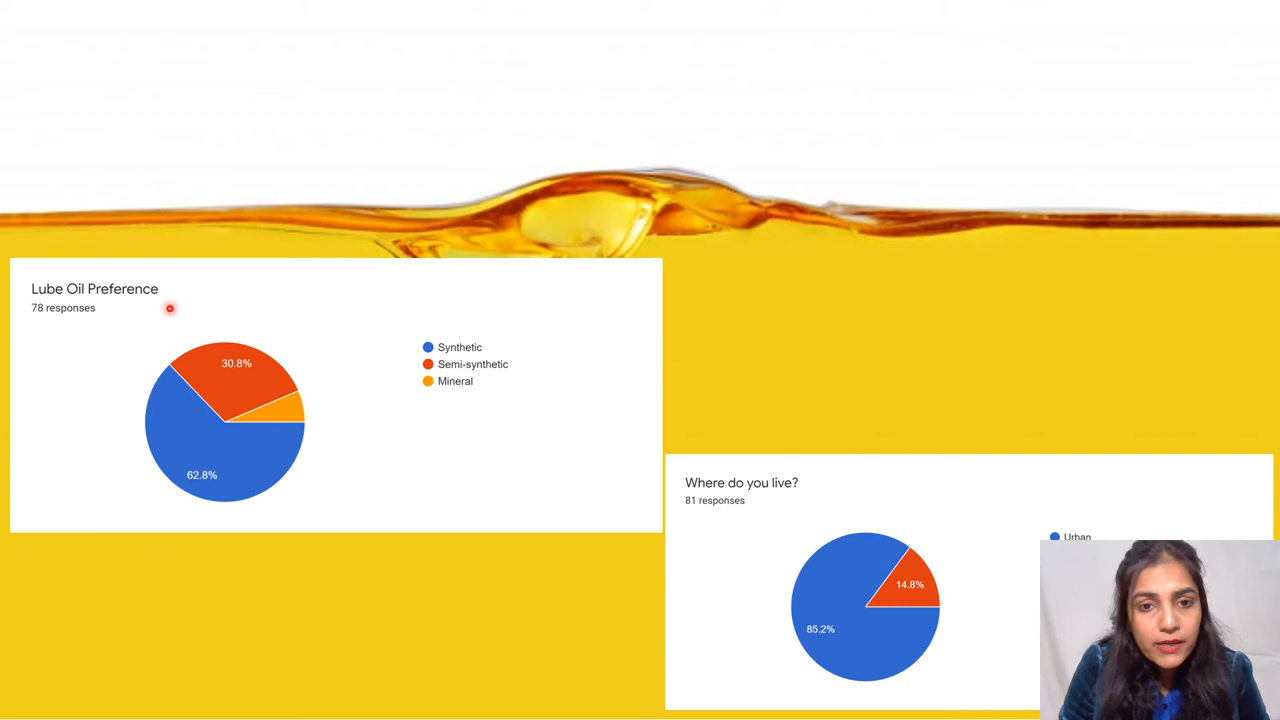 Lube Oil Preference
78 responses
30.8%
62.8%
Synthetic
Semi-synthetic
Mineral
Where do you live?
81 responses
14.8%
85.2%
Urban